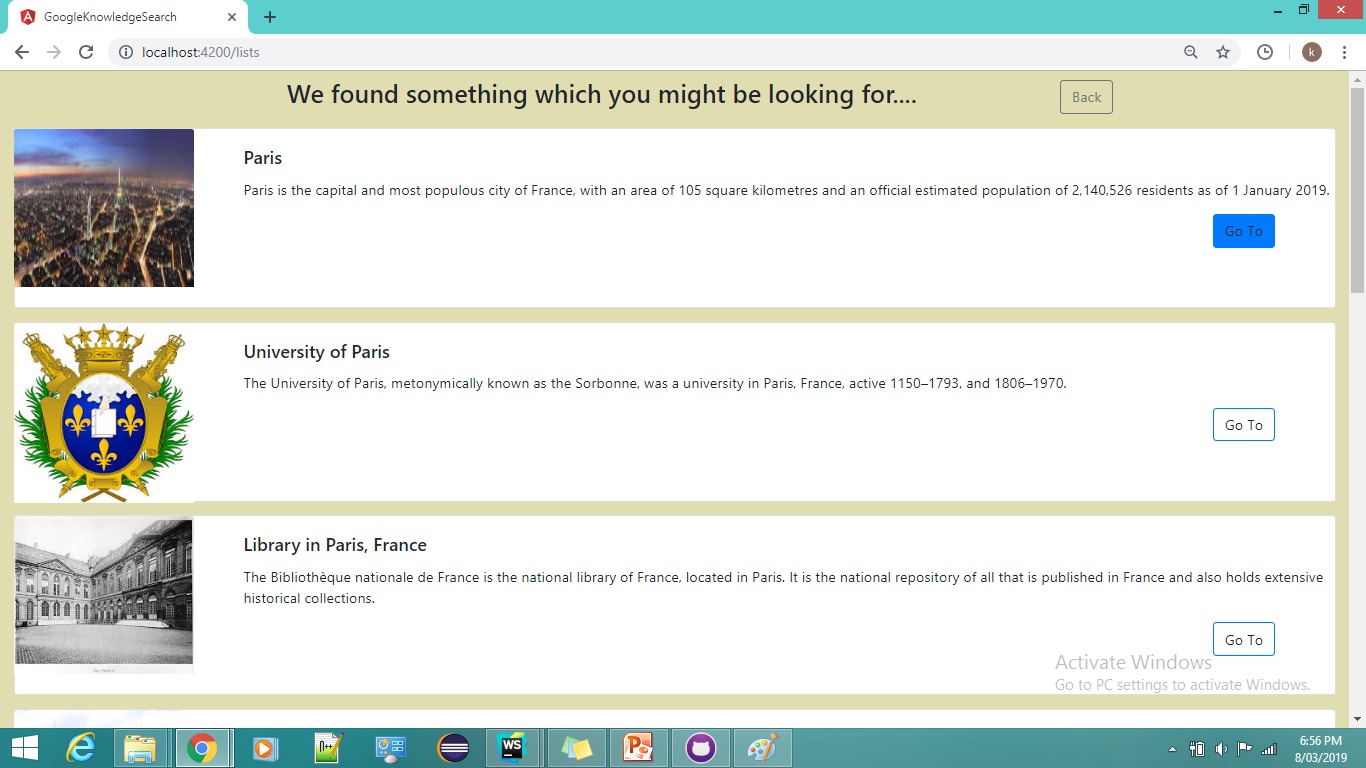 GoogleKnowledgeSearch
localhost:4200/lists
k
We found something which you might be looking for....
Back
Paris
Paris is the capital and most populous city of France, with an area of 105 square kilometres and an official estimated population of 2,140,526 residents as of 1 January 2019.
Go To
University of Paris
The University of Paris, metonymically known as the Sorbonne, was a university in Paris, France, active 1150–1793, and 1806–1970.
Go To
Library in Paris, France
The Bibliothèque nationale de France is the national library of France, located in Paris. It is the national repository of all that is published in France and also holds extensive
historical collections.
Go To
Activate Windows
Go to PC settings to activate Windows.
WS
6:56 PM
8/03/2019